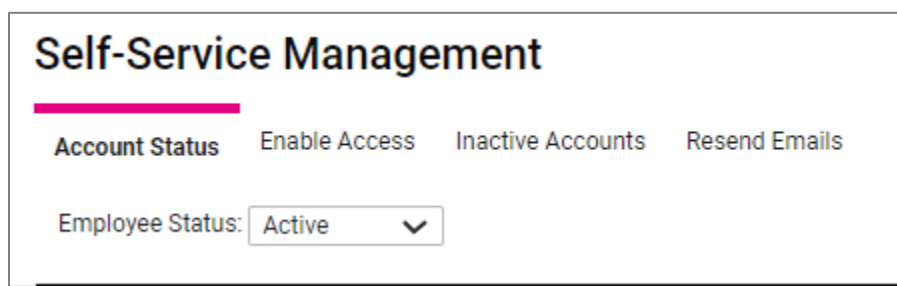 Self-Service Management
Account Status Enable Access Inactive Accounts Resend Emails
Employee Status: Active